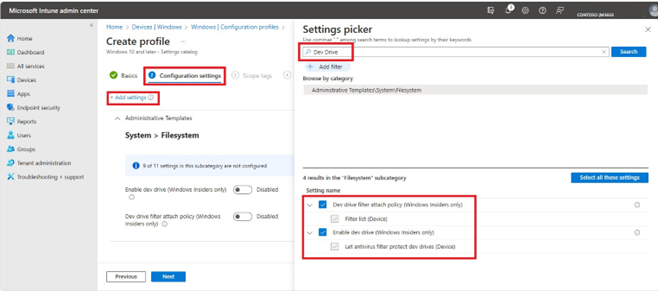 Microsoft Intune admin center
1
CONTOSO
Home
Dashboard
All services
Devices
Apps
Endpoint security
Reports
Users
Groups
Tenant administration
Troubleshooting + support
Home > Devices | Windows > Windows | Configuration profiles >
Create profile ...
Windows 10 and later - Settings catalog
Basics
2 Configuration settings
3 Scope tags
+ Add settings
Administrative Templates
System > Filesystem
9 of 11 settings in this subcategory are not configured
Enable dev drive (Windows Insiders only)
Disabled
Dev drive filter attach policy (Windows Insiders only)
Disabled
Previous
Next
Settings picker
Use commas "," among search terms to lookup settings by their keywords
Dev Drive
Search
+ Add filter
Browse by category
Administrative Templates\System\Filesystem
4 results in the "Filesystem" subcategory
Select all these settings
Setting name
Dev drive filter attach policy (Windows Insiders only)
Filter list (Device)
Enable dev drive (Windows Insiders only)
Let antivirus filter protect dev drives (Device)